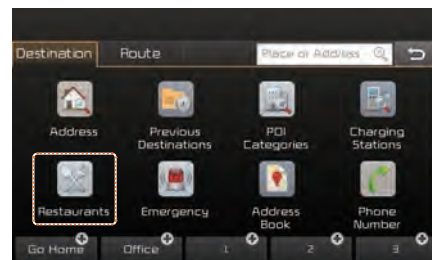 Destination Route Place or Address
Address Previous Destinations POI Categories Charging Stations
Restaurants Emergency Address Book Phone Number
Go Home Office 1 2 3